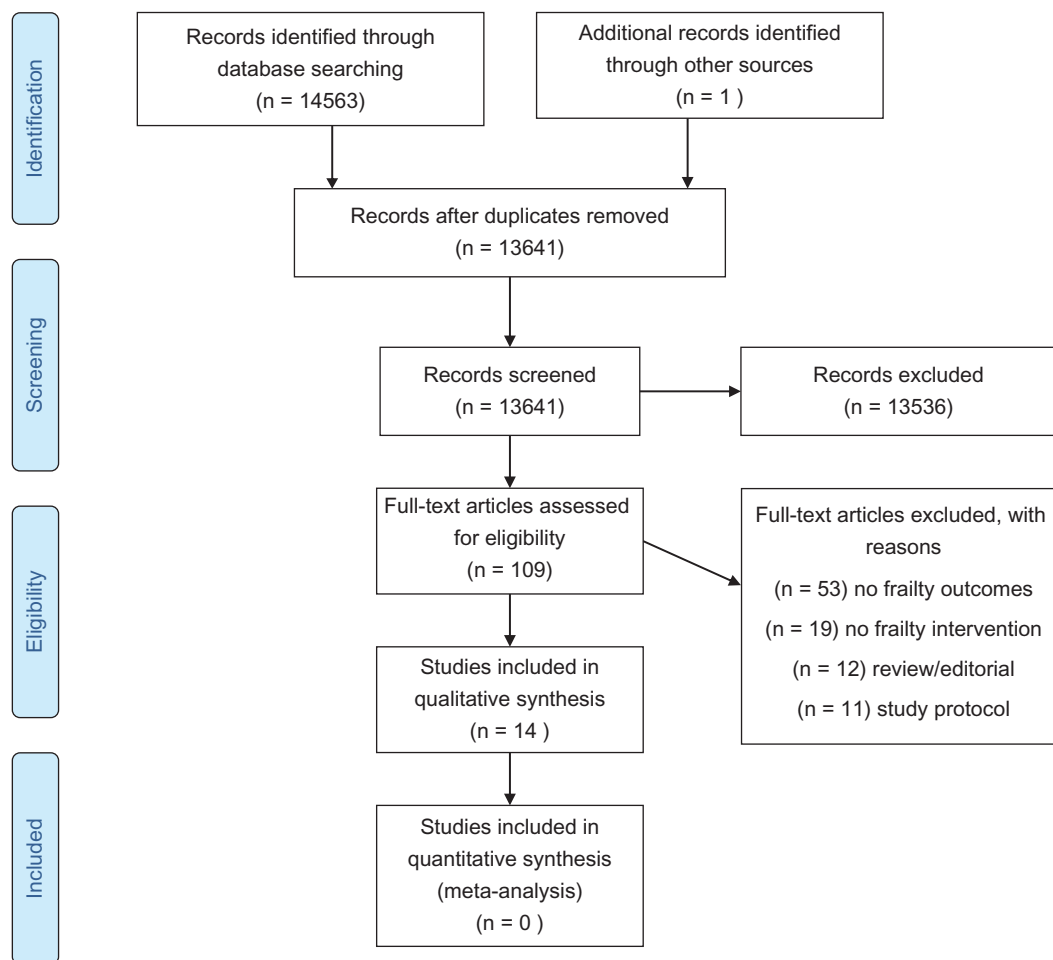 Identification
Records identified through
database searching
(n = 14563)
Additional records identified
through other sources
(n = 1 )
Records after duplicates removed
(n = 13641)
Screening
Records screened
(n = 13641)
Records excluded
(n = 13536)
Eligibility
Full-text articles assessed
for eligibility
(n = 109)
Full-text articles excluded, with
reasons
(n = 53) no frailty outcomes
(n = 19) no frailty intervention
(n = 12) review/editorial
(n = 11) study protocol
Studies included in
qualitative synthesis
(n = 14 )
Included
Studies included in
quantitative synthesis
(meta-analysis)
(n = 0 )